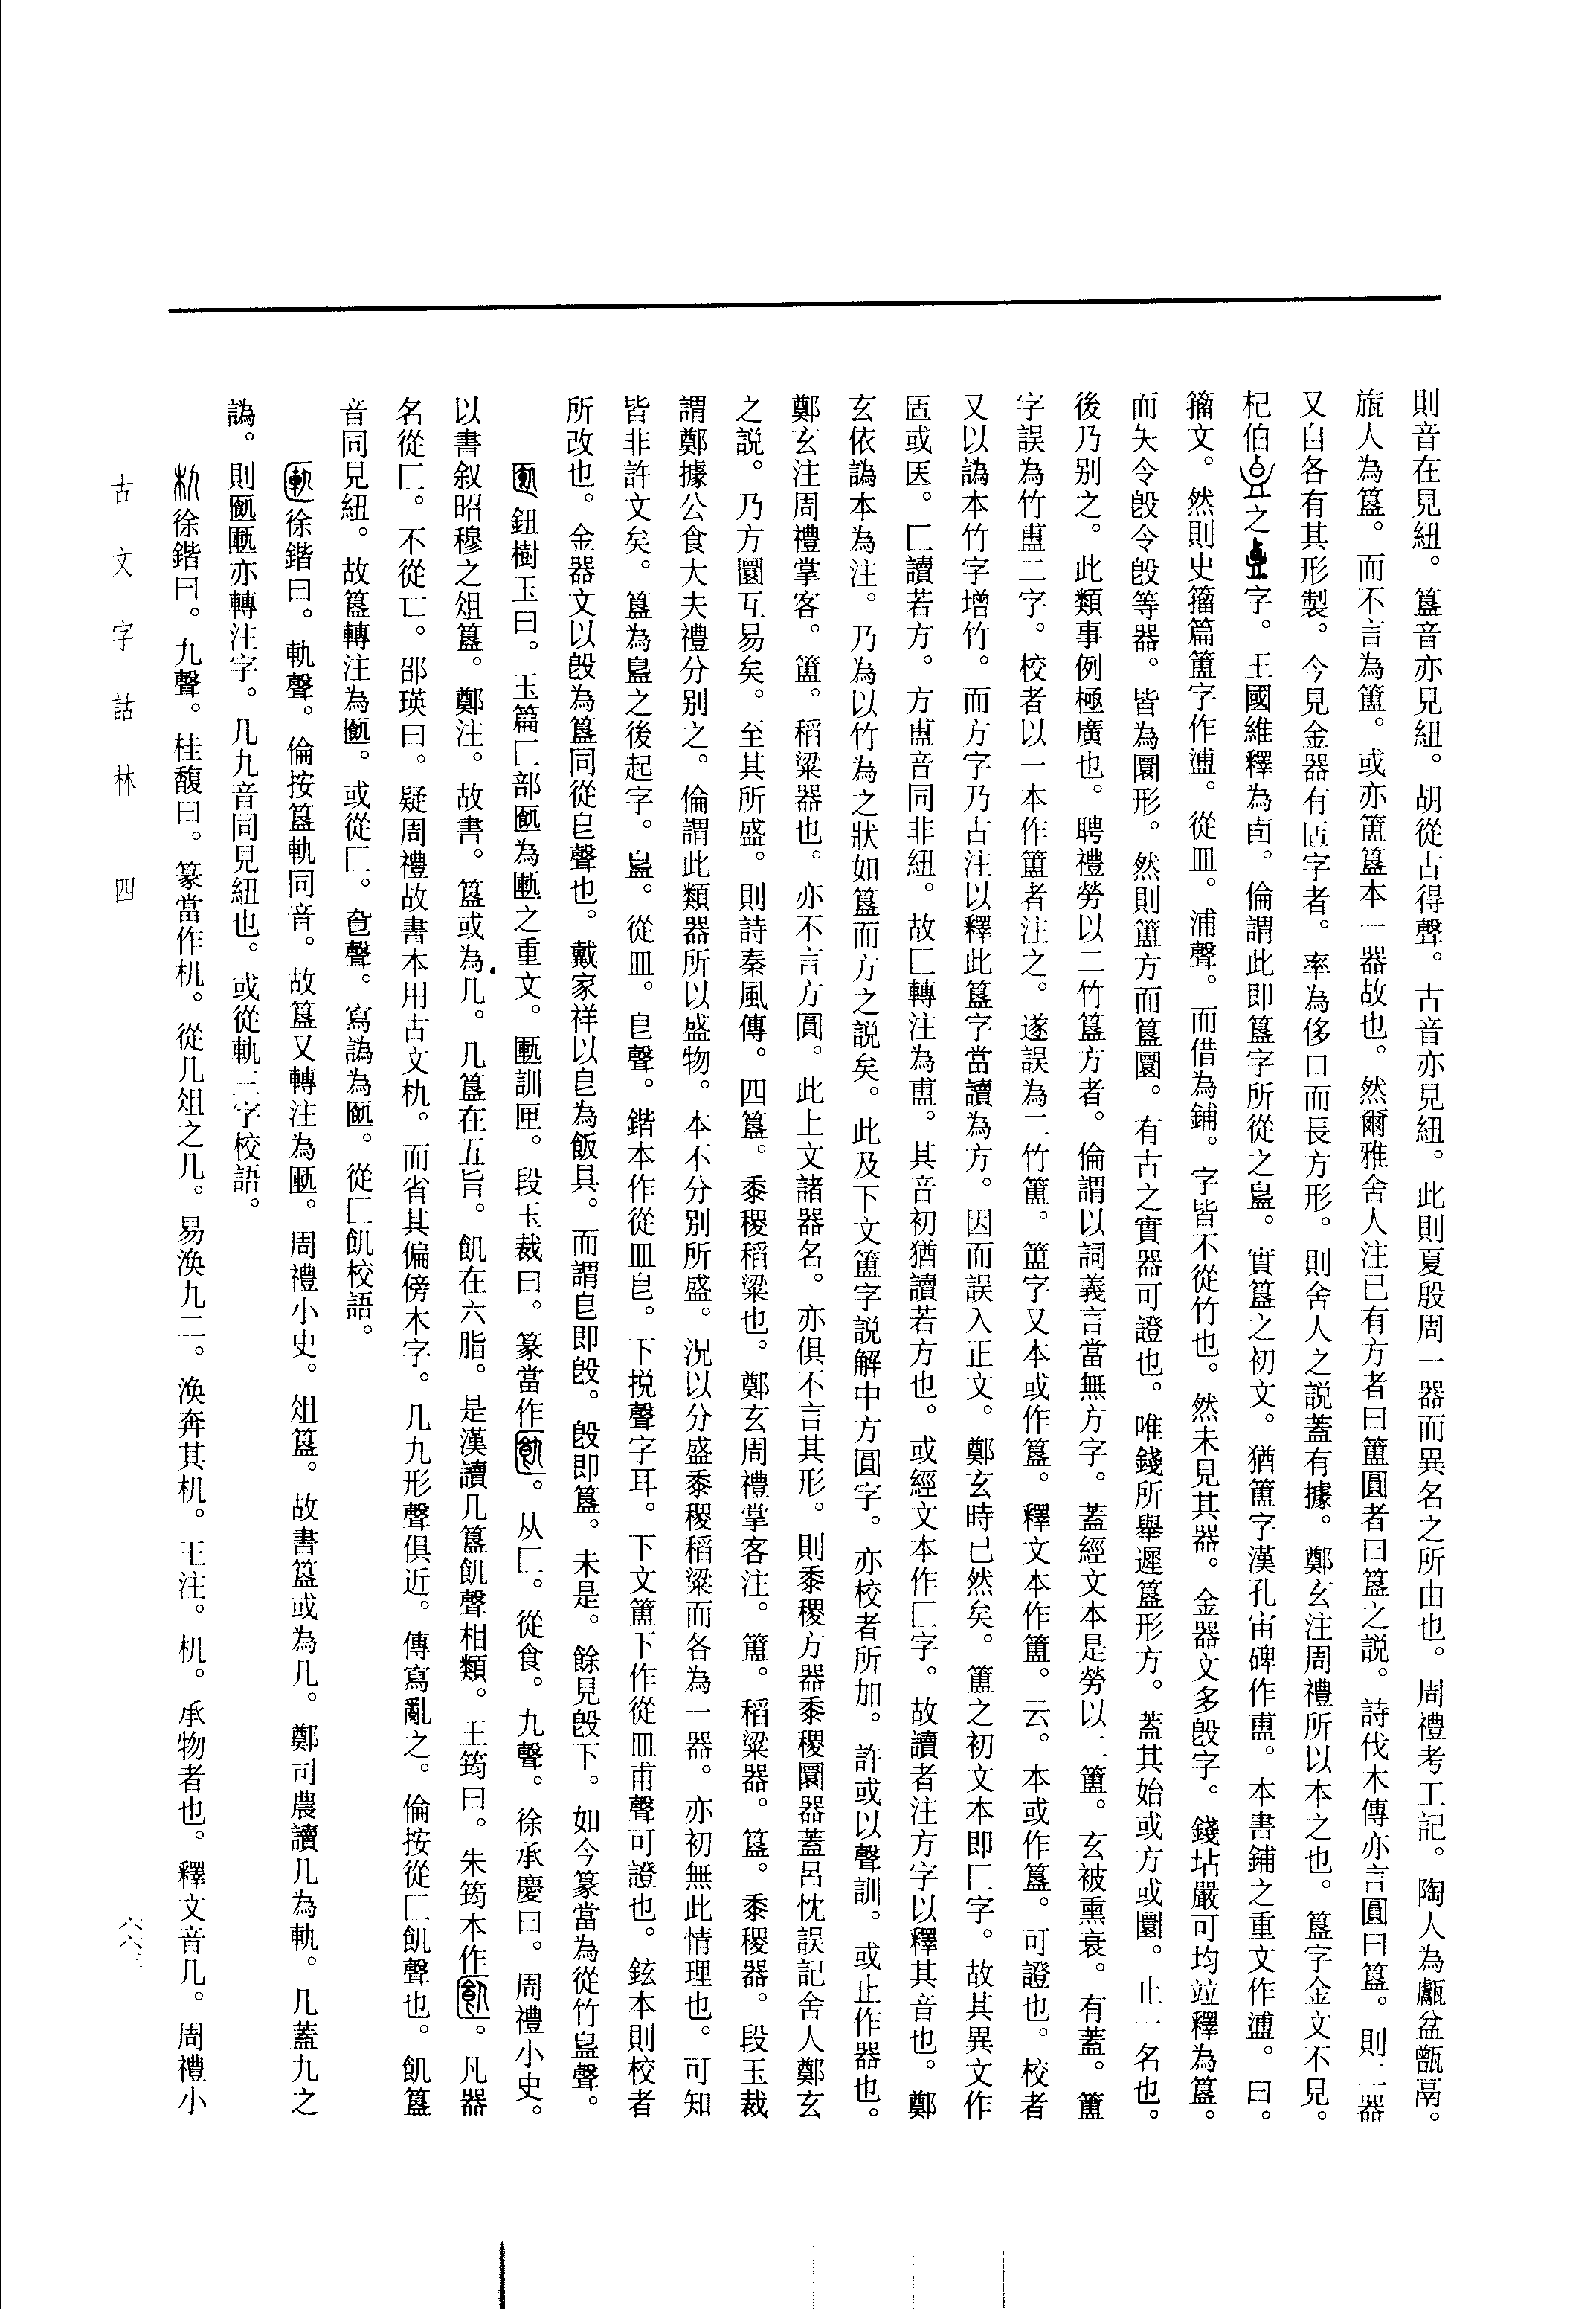 則音在見紐。簋音亦見紐。胡從古得聲。古音亦見紐。此則夏殷周一器而異名之所由也。周禮考工記。陶人為甗盆甑鬲。
旊人為簋。而不言為簠。或亦簠簋本一器故也。然爾雅舍人注已有方者曰簠圓者曰簋之說。詩伐木傳亦言圓曰簋。則二器
又自各有其形製。今見金器有匠字者。率為侈口而長方形。則舍人之說蓋有據。鄭玄注周禮所以本之也。簋字金文不見。
杞伯之字。王國維釋為卣。倫謂此即簋字所從之𥁎。實簋之初文。猶簠字漢孔宙碑作𤰈。本書鋪之重文作盙。曰。
籀文。然則史籀篇簠字作盙。從皿。浦聲。而借為鋪。字皆不從竹也。然未見其器。金器文多𣪘字。錢坫嚴可均竝釋為簋。
而夨令𣪘令𣪘等器。皆為圜形。然則簠方而簋圜。有古之實器可證也。唯錢所舉遲簋形方。蓋其始或方或圜。止一名也。
後乃別之。此類事例極廣也。聘禮勞以二竹簋方者。倫謂以詞義言當無方字。蓋經文本是勞以二簠。玄被熏衰。有蓋。簠
字誤為竹𤰈二字。校者以一本作簠者注之。遂誤為二竹簠。簠字又本或作簋。釋文本作簠。云。本或作簋。可證也。校者
又以譌本竹字增竹。而方字乃古注以釋此簋字當讀為方。因而誤入正文。鄭玄時已然矣。簠之初文本即匚字。故其異文作
匤或医。匚讀若方。方𤰈音同非紐。故匚轉注為𤰈。其音初猶讀若方也。或經文本作匚字。故讀者注方字以釋其音也。鄭
玄依譌本為注。乃為以竹為之狀如簋而方之說矣。此及下文簠字說解中方圓字。亦校者所加。許或以聲訓。或止作器也。
鄭玄注周禮掌客。簠。稻粱器也。亦不言方圓。此上文諸器名。亦俱不言其形。則黍稷方器黍稷圜器蓋呂忱誤記舍人鄭玄
之說。乃方圜互易矣。至其所盛。則詩秦風傳。四簋。黍稷稻粱也。鄭玄周禮掌客注。簠。稻粱器。簋。黍稷器。段玉裁
謂鄭據公食大夫禮分別之。倫謂此類器所以盛物。本不分別所盛。況以分盛黍稷稻粱而各為一器。亦初無此情理也。可知
皆非許文矣。簋為𥁎之後起字。𥁎。從皿。皀聲。鍇本作從皿皀。下挩聲字耳。下文簠下作從皿甫聲可證也。鉉本則校者
所改也。金器文以𣪘為簋同從皀聲也。戴家祥以皀為飯具。而謂皀即𣪘。𣪘即簋。未是。餘見𣪘下。如今篆當為從竹𥁎聲。
鈕樹玉曰。玉篇匚部匭為匭之重文。匭訓匣。段玉裁曰。篆當作。从匚。從食。九聲。徐承慶曰。周禮小史。
以書叙昭穆之俎簋。鄭注。故書。簋或為几。几簋在五旨。飢在六脂。是漢讀几簋飢聲相類。王筠曰。朱筠本作。凡器
名從匚。不從匸。邵瑛曰。疑周禮故書本用古文朹。而省其偏傍木字。几九形聲俱近。傳寫亂之。倫按從匚飢聲也。飢簋
音同見紐。故簋轉注為匭。或從匚。聲。寫譌為匭。從匚飢校語。
徐鍇曰。軌聲。倫按簋軌同音。故簋又轉注為匭。周禮小史。俎簋。故書簋或為几。鄭司農讀几為軌。几蓋九之
譌。則匭亦轉注字。几九音同見紐也。或從軌三字校語。
徐鍇曰。九聲。桂馥曰。篆當作机。從几俎之几。易渙九二。渙奔其机。王注。机。承物者也。釋文音几。周禮小
古文字詁林 四